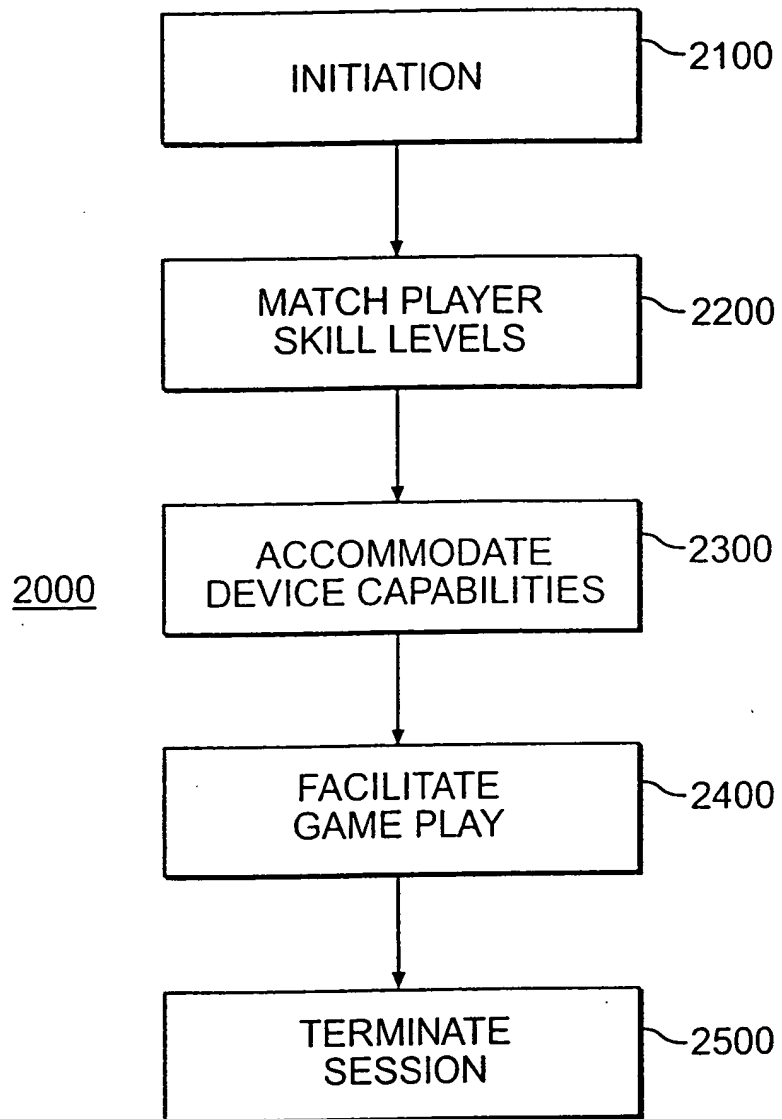 INITIATION
2100
MATCH PLAYER
SKILL LEVELS
2200
ACCOMMODATE
DEVICE CAPABILITIES
2300
2000
FACILITATE
GAME PLAY
2400
TERMINATE
SESSION
2500